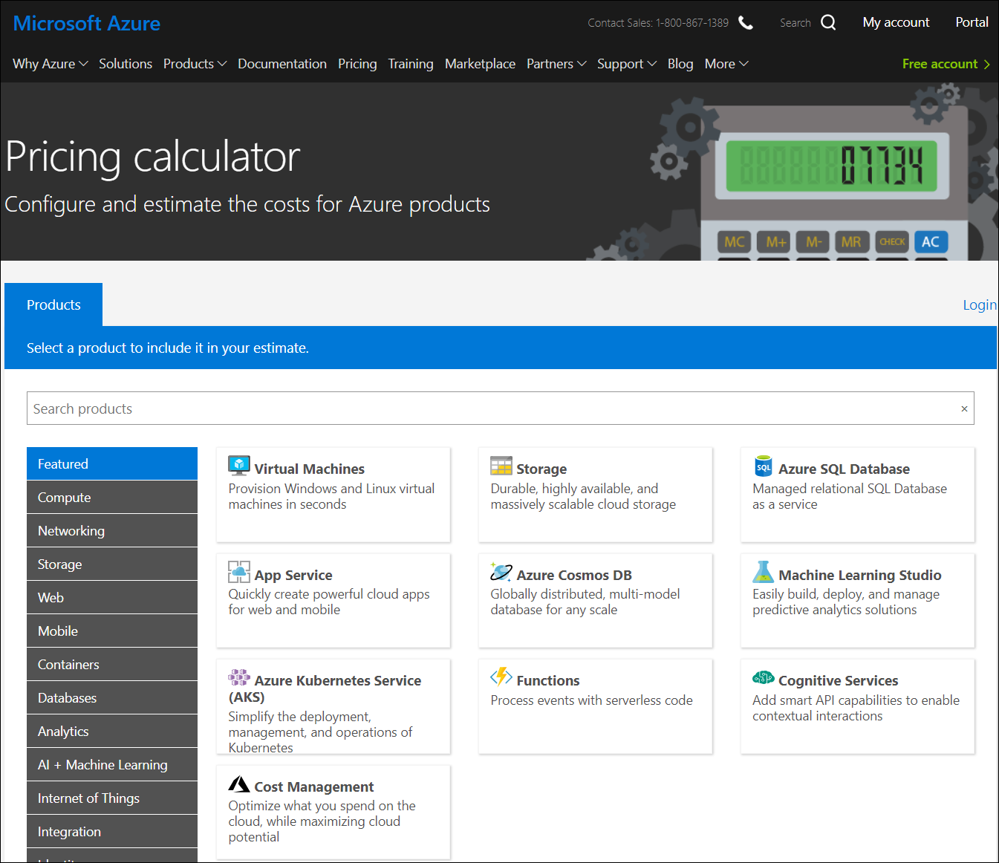 Microsoft Azure
Contact Sales: 1-800-867-1389
Search
My account
Portal
Why Azure
Solutions
Products
Documentation
Pricing
Training
Marketplace
Partners
Support
Blog
More
Free account
Pricing calculator
Configure and estimate the costs for Azure products
07734
MC
M+
M-
MR
CHECK
AC
Products
Login
Select a product to include it in your estimate.
Search products
×
Featured
Compute
Networking
Storage
Web
Mobile
Containers
Databases
Analytics
AI + Machine Learning
Internet of Things
Integration
Virtual Machines
Provision Windows and Linux virtual
machines in seconds
Storage
Durable, highly available, and
massively scalable cloud storage
SQL
Azure SQL Database
Managed relational SQL Database
as a service
App Service
Quickly create powerful cloud apps
for web and mobile
Azure Cosmos DB
Globally distributed, multi-model
database for any scale
Machine Learning Studio
Easily build, deploy, and manage
predictive analytics solutions
Azure Kubernetes Service
(AKS)
Simplify the deployment,
management, and operations of
Kubernetes
Functions
Process events with serverless code
Cognitive Services
Add smart API capabilities to enable
contextual interactions
Cost Management
Optimize what you spend on the
cloud, while maximizing cloud
potential